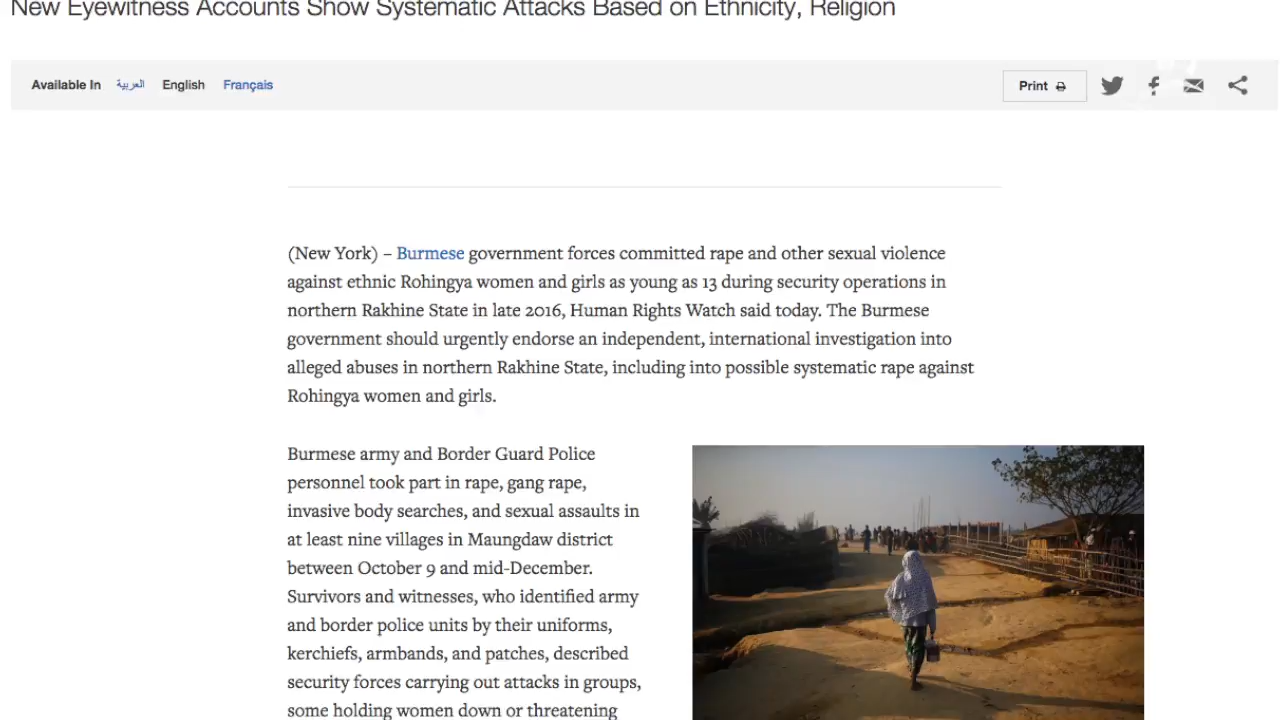 New Eyewitness Accounts Show Systematic Attacks Based on Ethnicity, Religion
Available In العربية English Français
Print
(New York) – Burmese government forces committed rape and other sexual violence
against ethnic Rohingya women and girls as young as 13 during security operations in
northern Rakhine State in late 2016, Human Rights Watch said today. The Burmese
government should urgently endorse an independent, international investigation into
alleged abuses in northern Rakhine State, including into possible systematic rape against
Rohingya women and girls.
Burmese army and Border Guard Police
personnel took part in rape, gang rape,
invasive body searches, and sexual assaults in
at least nine villages in Maungdaw district
between October 9 and mid-December.
Survivors and witnesses, who identified army
and border police units by their uniforms,
kerchiefs, armbands, and patches, described
security forces carrying out attacks in groups,
some holding women down or threatening